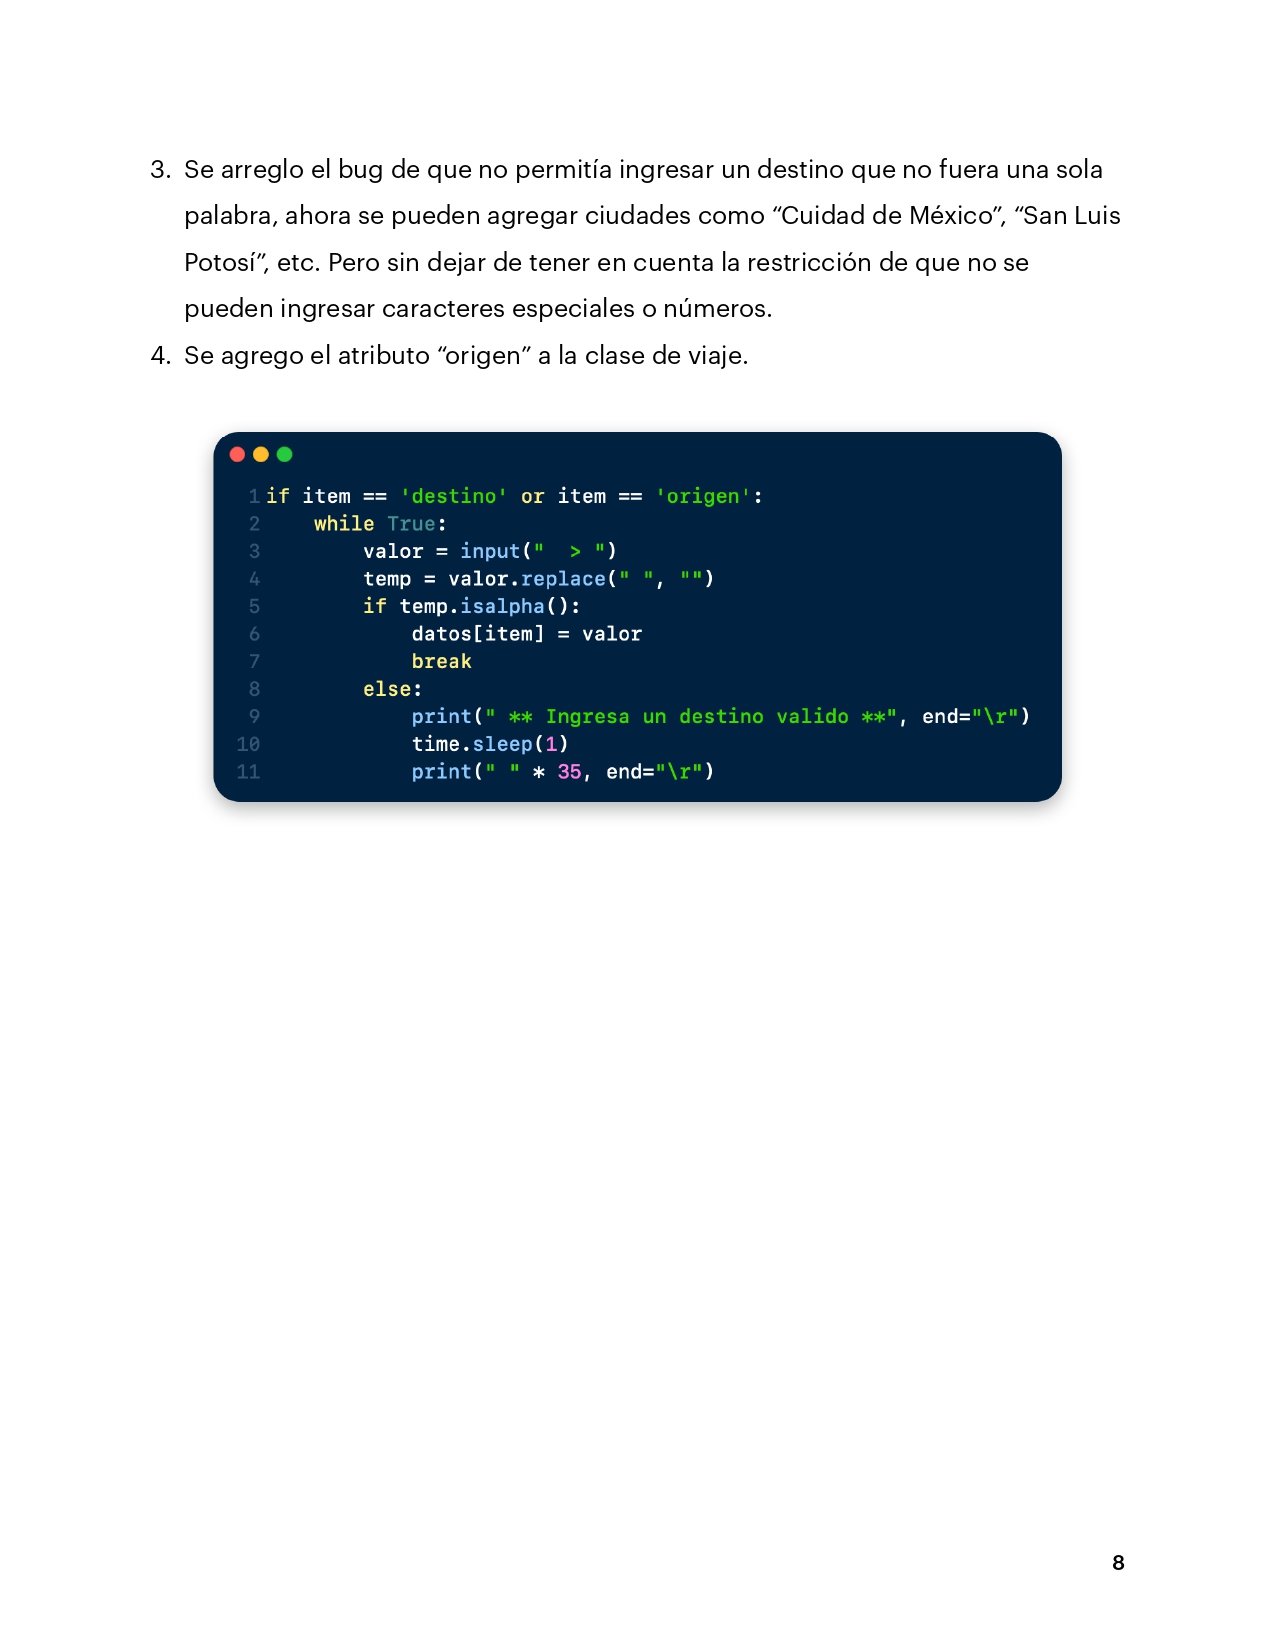 3. Se arreglo el bug de que no permitía ingresar un destino que no fuera una sola
palabra, ahora se pueden agregar ciudades como “Cuidad de México”, “San Luis
Potosí”, etc. Pero sin dejar de tener en cuenta la restricción de que no se
pueden ingresar caracteres especiales o números.
4. Se agrego el atributo “origen” a la clase de viaje.
1 if item == 'destino' or item == 'origen':
2     while True:
3         valor = input("  > ")
4         temp = valor.replace(" ", "")
5         if temp.isalpha():
6             datos[item] = valor
7             break
8         else:
9             print(" ** Ingresa un destino valido **", end="\r")
10             time.sleep(1)
11             print(" " * 35, end="\r")
8